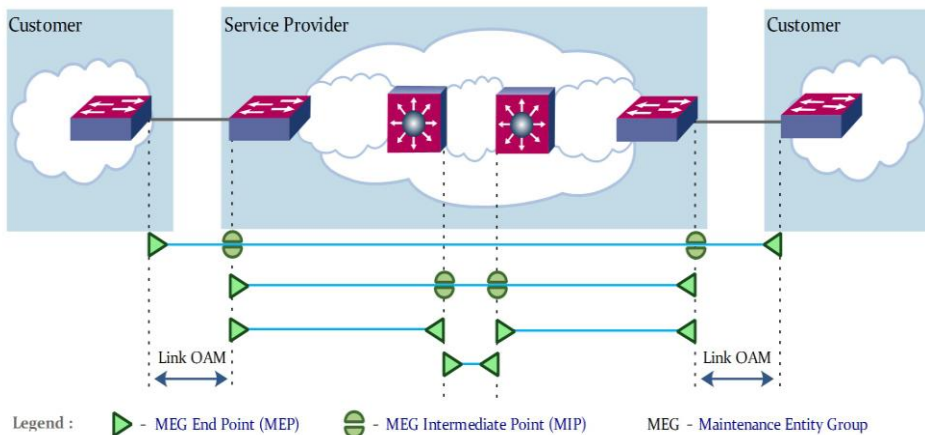 Customer
Service Provider
Customer
Link OAM
Link OAM
Legend :
- MEG End Point (MEP)
- MEG Intermediate Point (MIP)
MEG - Maintenance Entity Group